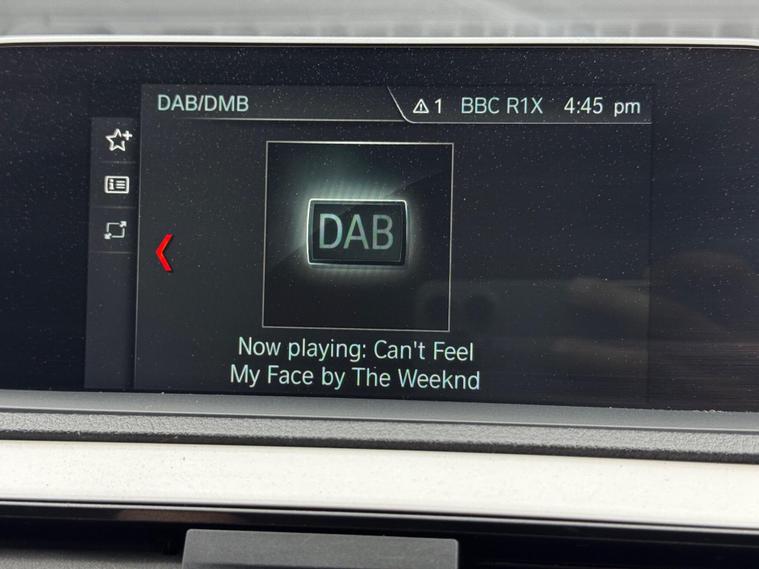 DAB/DMB
1 BBC R1X 4:45 pm
DAB
Now playing: Can't Feel
My Face by The Weeknd